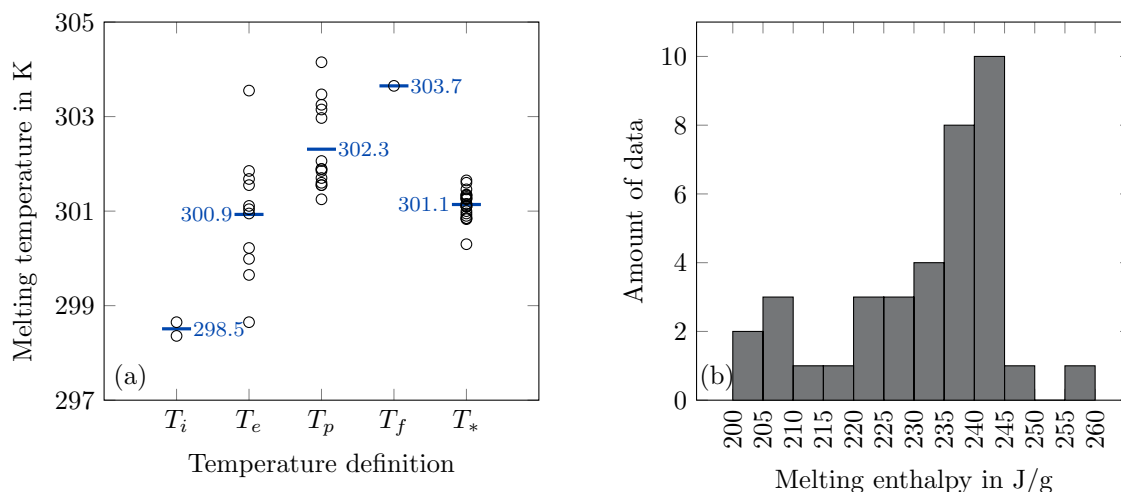 305
303
301
299
297
Melting temperature in K
298.5
300.9
302.3
303.7
301.1
(a)
T_i T_e T_p T_f T_*
Temperature definition
10
8
6
4
2
0
Amount of data
(b)
200 205 210 215 220 225 230 235 240 245 250 255 260
Melting enthalpy in J/g